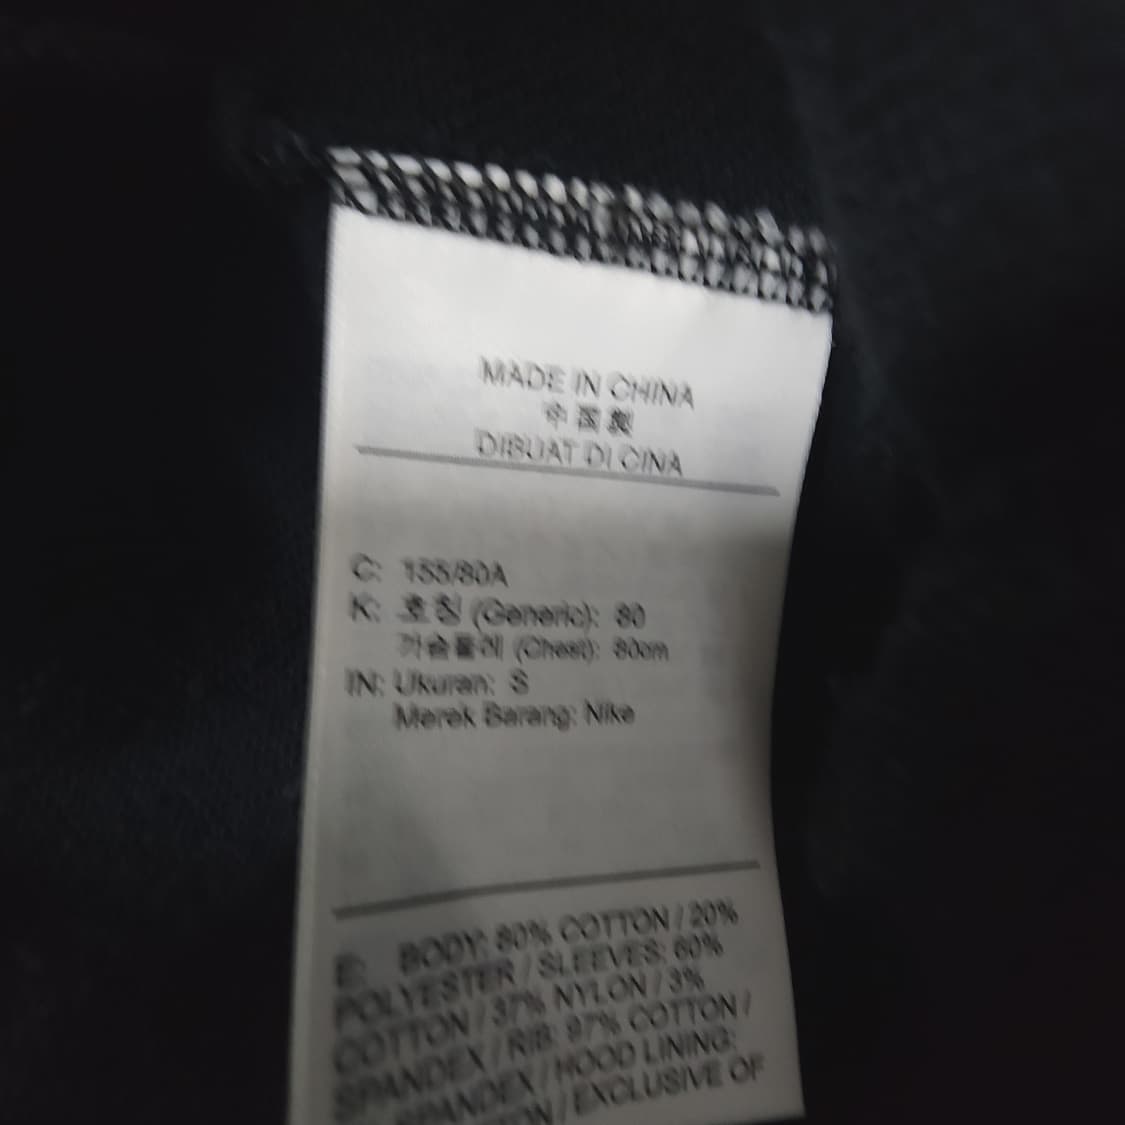 MADE IN CHINA
中国製
DIBUAT DI CINA
C: 155/80A
K: 호칭 (Generic): 80
가슴둘레 (Chest): 80cm
IN: Ukuran: S
Merek Barang: Nike
E: BODY: 80% COTTON / 20%
POLYESTER / SLEEVES: 60%
COTTON / 37% NYLON / 3%
SPANDEX / RIB: 97% COTTON /
SPANDEX / HOOD LINING:
/ EXCLUSIVE OF